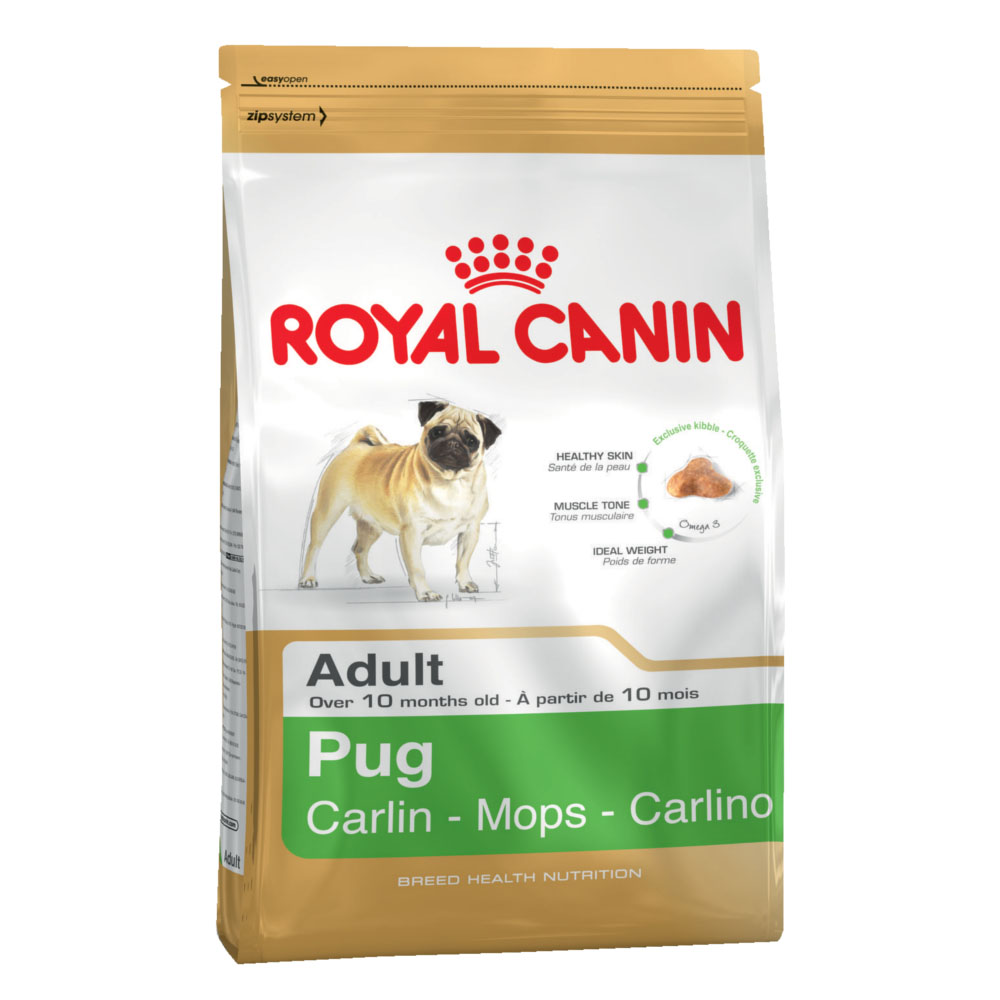 easyopen
zipsystem
ROYAL CANIN
Exclusive kibble - Croquette exclusive
HEALTHY SKIN
Santé de la peau
MUSCLE TONE
Tonus musculaire
Omega 3
IDEAL WEIGHT
Poids de forme
Adult
Over 10 months old - À partir de 10 mois
Pug
Carlin - Mops - Carlino
BREED HEALTH NUTRITION
Adult